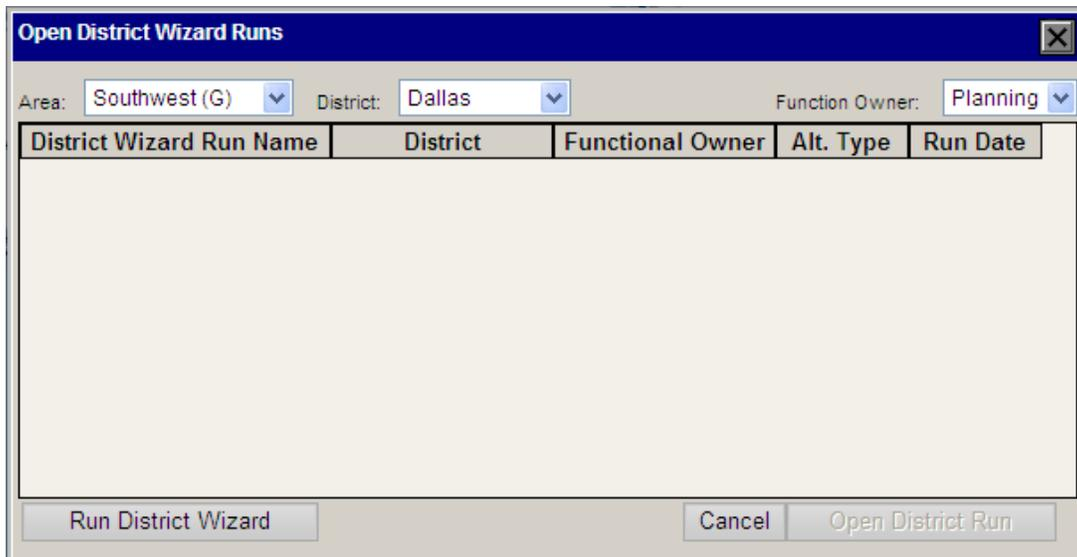 Open District Wizard Runs
Area: Southwest (G) District: Dallas Function Owner: Planning
District Wizard Run Name District Functional Owner Alt. Type Run Date
Run District Wizard Cancel Open District Run